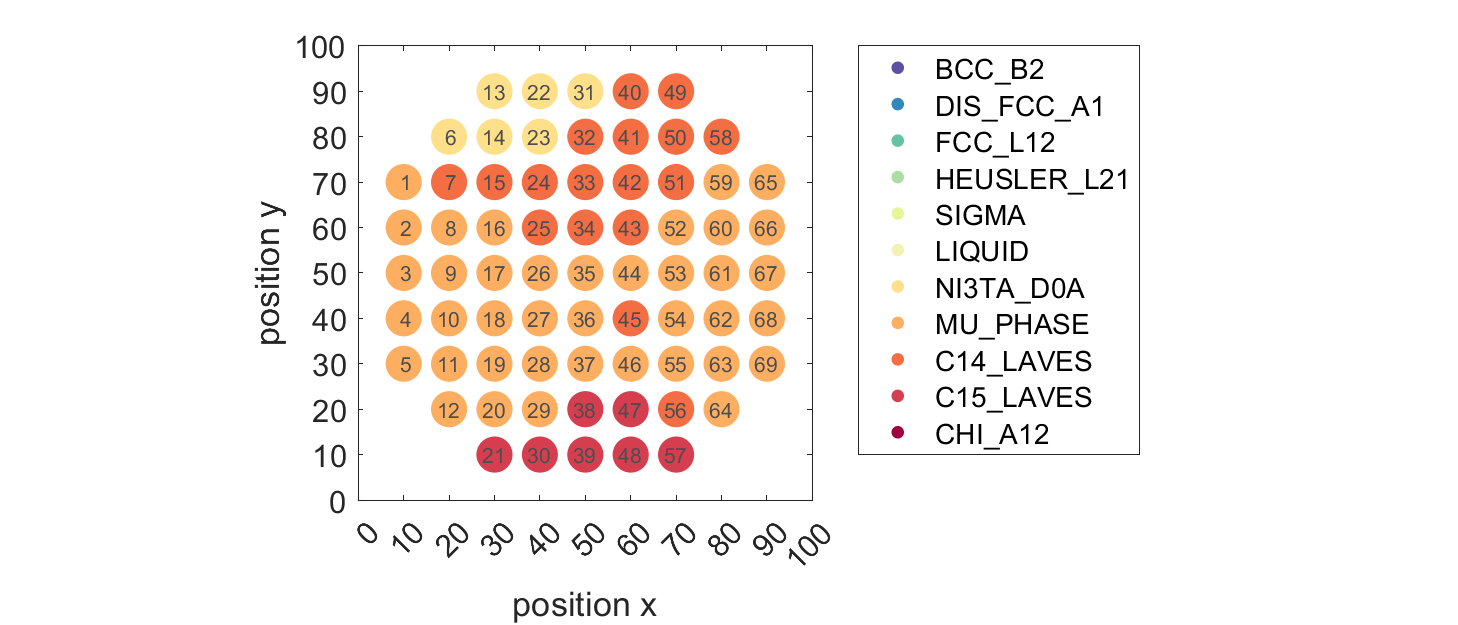 100
90
80
70
60
50
40
30
20
10
0
position y
13 22 31 40 49
6 14 23 32 41 50 58
1 7 15 24 33 42 51 59 65
2 8 16 25 34 43 52 60 66
3 9 17 26 35 44 53 61 67
4 10 18 27 36 45 54 62 68
5 11 19 28 37 46 55 63 69
12 20 29 38 47 56 64
21 30 39 48 57
0 10 20 30 40 50 60 70 80 90 100
position x
BCC_B2
DIS_FCC_A1
FCC_L12
HEUSLER_L21
SIGMA
LIQUID
NI3TA_D0A
MU_PHASE
C14_LAVES
C15_LAVES
CHI_A12